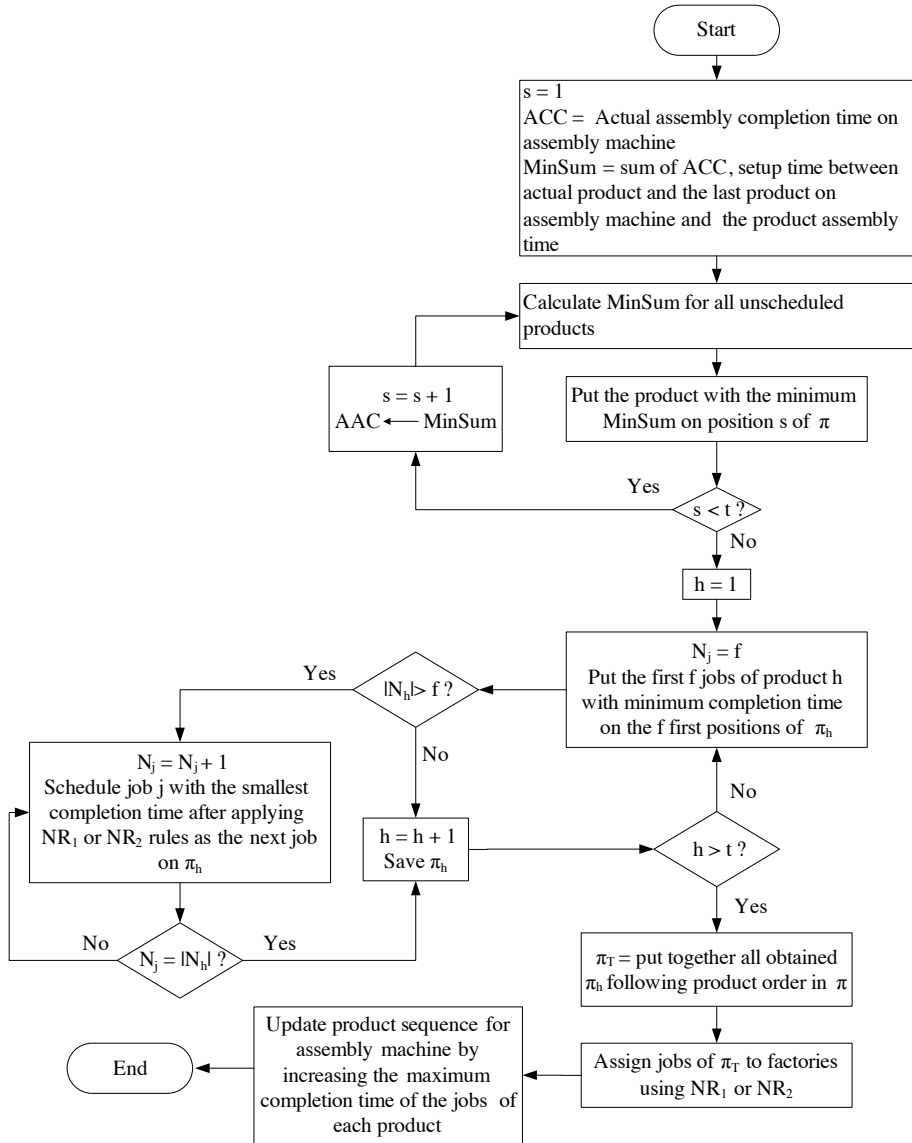 Start
s = 1
ACC = Actual assembly completion time on
assembly machine
MinSum = sum of ACC, setup time between
actual product and the last product on
assembly machine and the product assembly
time
Calculate MinSum for all unscheduled
products
s = s + 1
AAC ← MinSum
Put the product with the minimum
MinSum on position s of π
Yes
s < t ?
No
h = 1
N_j = f
Put the first f jobs of product h
with minimum completion time
on the f first positions of π_h
Yes
|N_h| > f ?
No
N_j = N_j + 1
Schedule job j with the smallest
completion time after applying
NR_1 or NR_2 rules as the next job
on π_h
h = h + 1
Save π_h
No
h > t ?
Yes
No
N_j = |N_h| ?
Yes
π_T = put together all obtained
π_h following product order in π
Assign jobs of π_T to factories
using NR_1 or NR_2
Update product sequence for
assembly machine by
increasing the maximum
completion time of the jobs of
each product
End